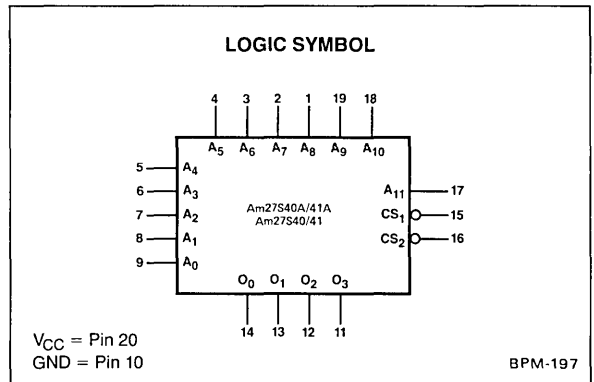 LOGIC SYMBOL
4 3 2 1 19 18
A5 A6 A7 A8 A9 A10
5 A4
6 A3 A11 17
7 A2 Am27S40A/41A CS1 15
Am27S40/41
8 A1 CS2 16
9 A0
O0 O1 O2 O3
14 13 12 11
VCC = Pin 20
GND = Pin 10
BPM-197